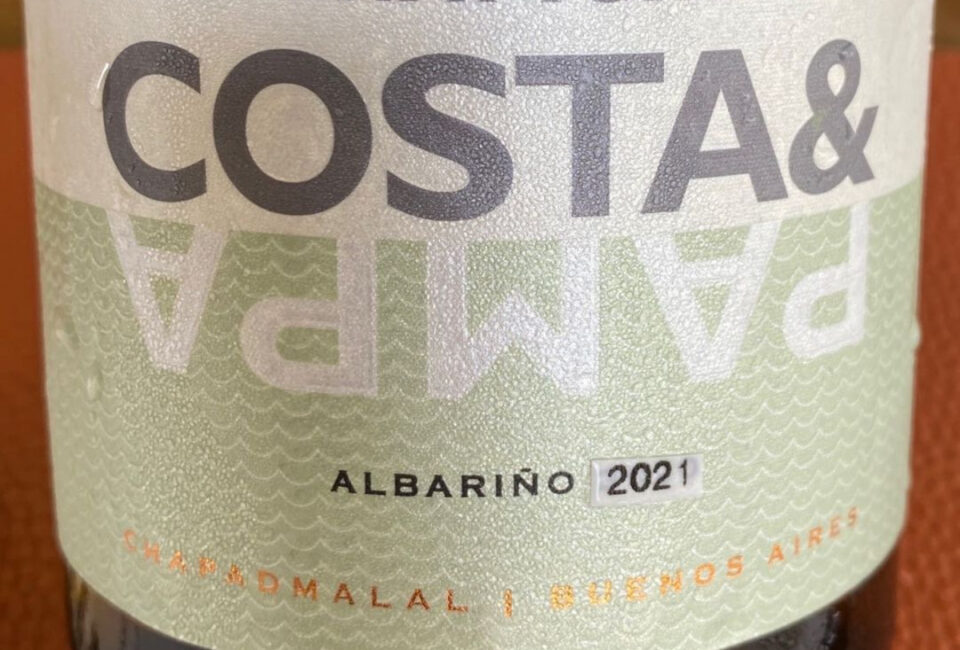 COSTA&
PAMPA
ALBARIÑO 2021
CHAPADMALAL | BUENOS AIRES